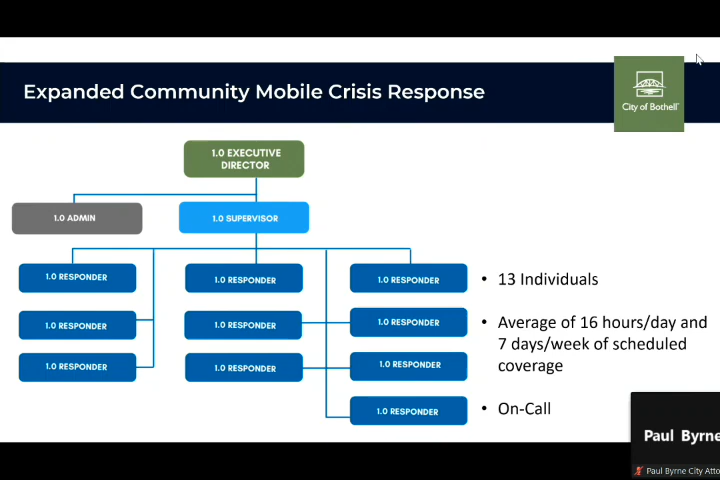 Expanded Community Mobile Crisis Response
City of Bothell™
1.0 EXECUTIVE
DIRECTOR
1.0 ADMIN
1.0 SUPERVISOR
1.0 RESPONDER
1.0 RESPONDER
1.0 RESPONDER
1.0 RESPONDER
1.0 RESPONDER
1.0 RESPONDER
1.0 RESPONDER
1.0 RESPONDER
1.0 RESPONDER
1.0 RESPONDER
• 13 Individuals
• Average of 16 hours/day and
7 days/week of scheduled
coverage
• On-Call
Paul Byrne
Paul Byrne City Atto